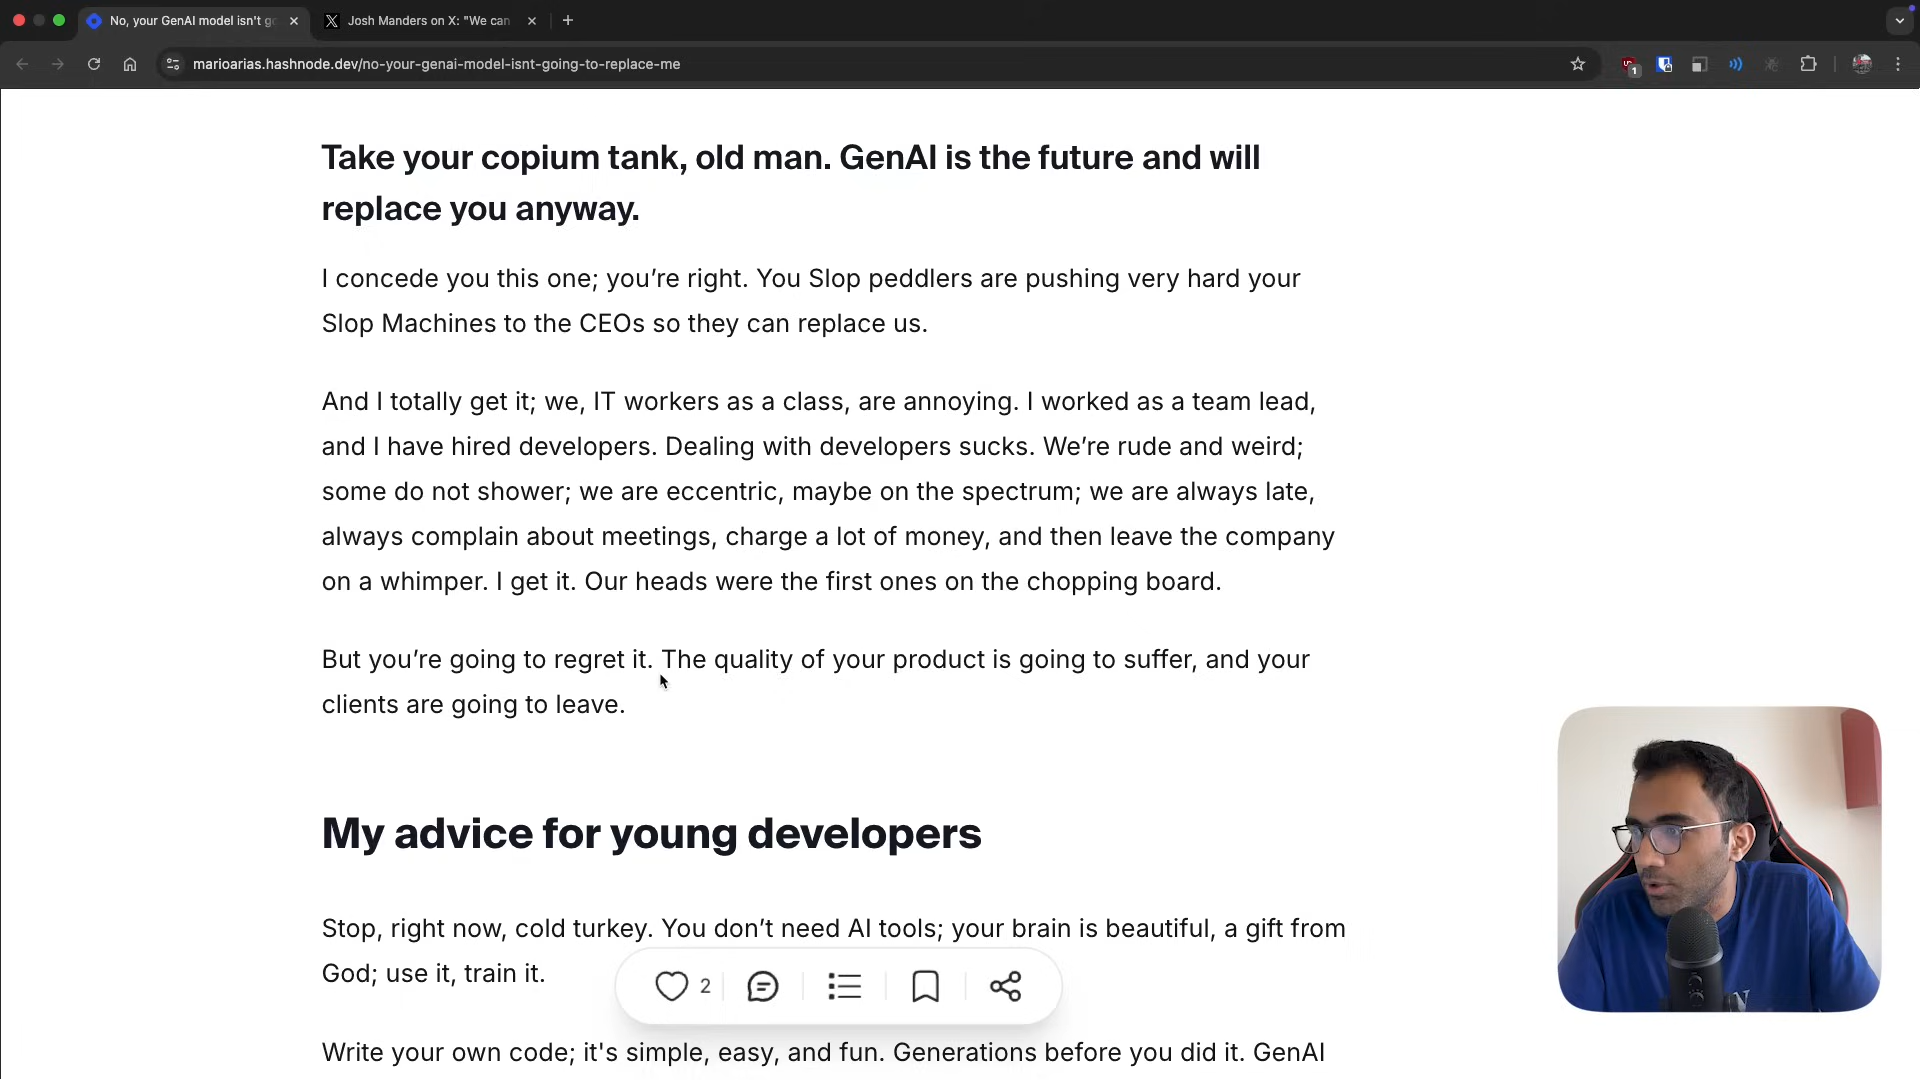 No, your GenAI model isn't g
Josh Manders on X: "We can
marioarias.hashnode.dev/no-your-genai-model-isnt-going-to-replace-me
1
Take your copium tank, old man. GenAI is the future and will
replace you anyway.
I concede you this one; you’re right. You Slop peddlers are pushing very hard your
Slop Machines to the CEOs so they can replace us.
And I totally get it; we, IT workers as a class, are annoying. I worked as a team lead,
and I have hired developers. Dealing with developers sucks. We’re rude and weird;
some do not shower; we are eccentric, maybe on the spectrum; we are always late,
always complain about meetings, charge a lot of money, and then leave the company
on a whimper. I get it. Our heads were the first ones on the chopping board.
But you’re going to regret it. The quality of your product is going to suffer, and your
clients are going to leave.
My advice for young developers
Stop, right now, cold turkey. You don’t need AI tools; your brain is beautiful, a gift from
God; use it, train it.
2
Write your own code; it's simple, easy, and fun. Generations before you did it. GenAI